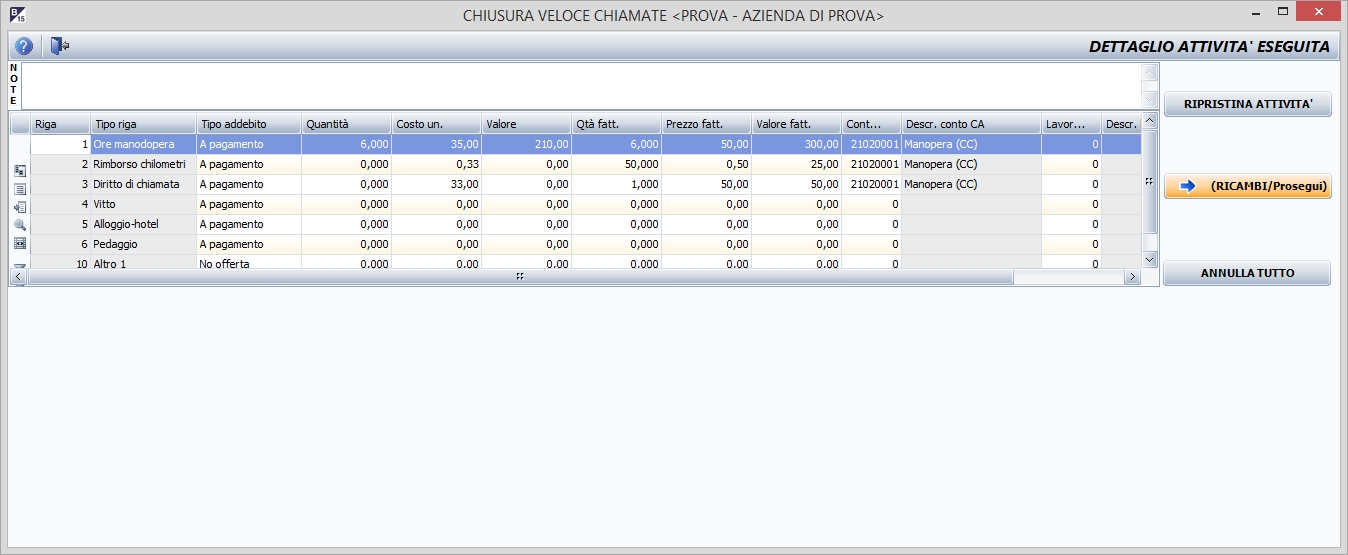 B 15
CHIUSURA VELOCE CHIAMATE <PROVA - AZIENDA DI PROVA>
?
DETTAGLIO ATTIVITA' ESEGUITA
NOTE
RIPRISTINA ATTIVITA'
Riga Tipo riga Tipo addebito Quantità Costo un. Valore Qtà fatt. Prezzo fatt. Valore fatt. Cont... Descr. conto CA Lavor... Descr.
1 Ore manodopera A pagamento 6,000 35,00 210,00 6,000 50,00 300,00 21020001 Manopera (CC) 0
2 Rimborso chilometri A pagamento 0,000 0,33 0,00 50,000 0,50 25,00 21020001 Manopera (CC) 0
3 Diritto di chiamata A pagamento 0,000 33,00 0,00 1,000 50,00 50,00 21020001 Manopera (CC) 0
4 Vitto A pagamento 0,000 0,00 0,00 0,000 0,00 0,00 0 0
5 Alloggio-hotel A pagamento 0,000 0,00 0,00 0,000 0,00 0,00 0 0
6 Pedaggio A pagamento 0,000 0,00 0,00 0,000 0,00 0,00 0 0
10 Altro 1 No offerta 0,000 0,00 0,00 0,000 0,00 0,00 0 0
(RICAMBI/Prosegui)
ANNULLA TUTTO